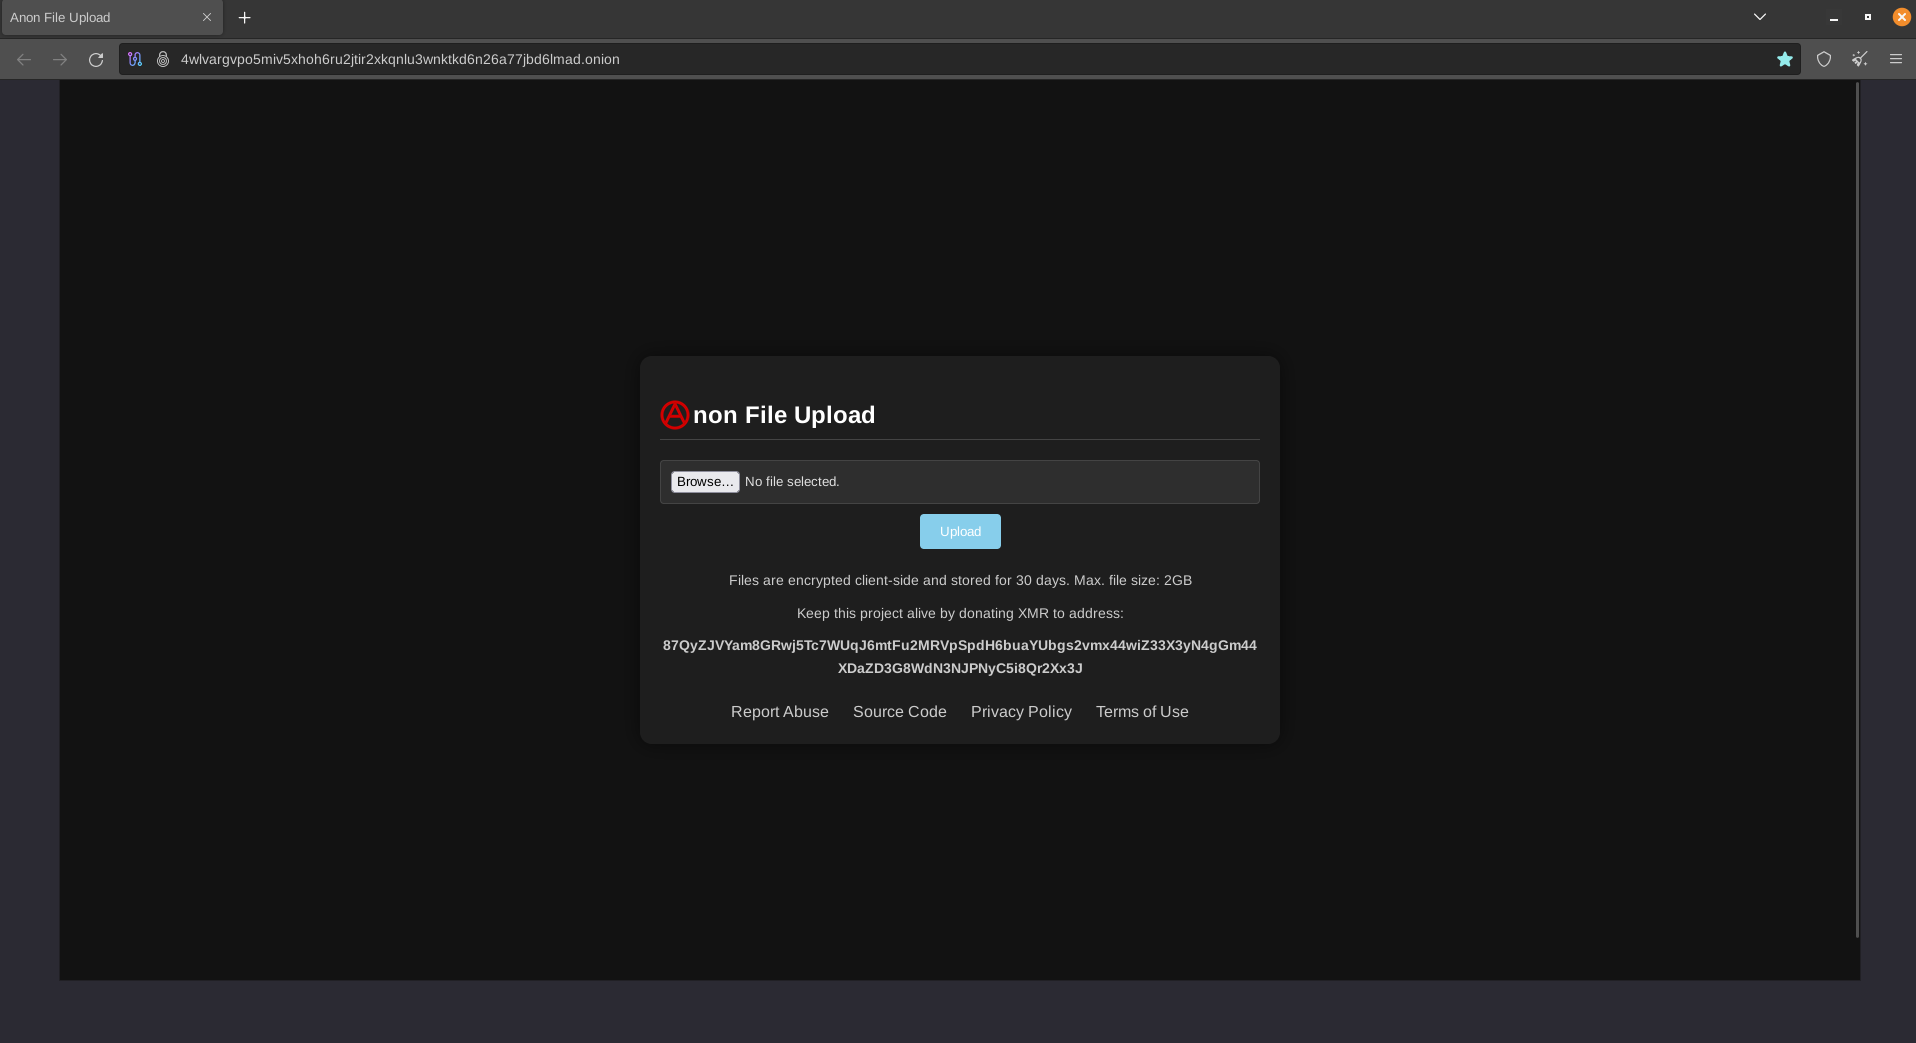 Anon File Upload
4wlvargvpo5miv5xhoh6ru2jtir2xkqnlu3wnktkd6n26a77jbd6lmad.onion
Anon File Upload
Browse… No file selected.
Upload
Files are encrypted client-side and stored for 30 days. Max. file size: 2GB
Keep this project alive by donating XMR to address:
87QyZJVYam8GRwj5Tc7WUqJ6mtFu2MRVpSpdH6buaYUbgs2vmx44wiZ33X3yN4gGm44
XDaZD3G8WdN3NJPNyC5i8Qr2Xx3J
Report Abuse Source Code Privacy Policy Terms of Use